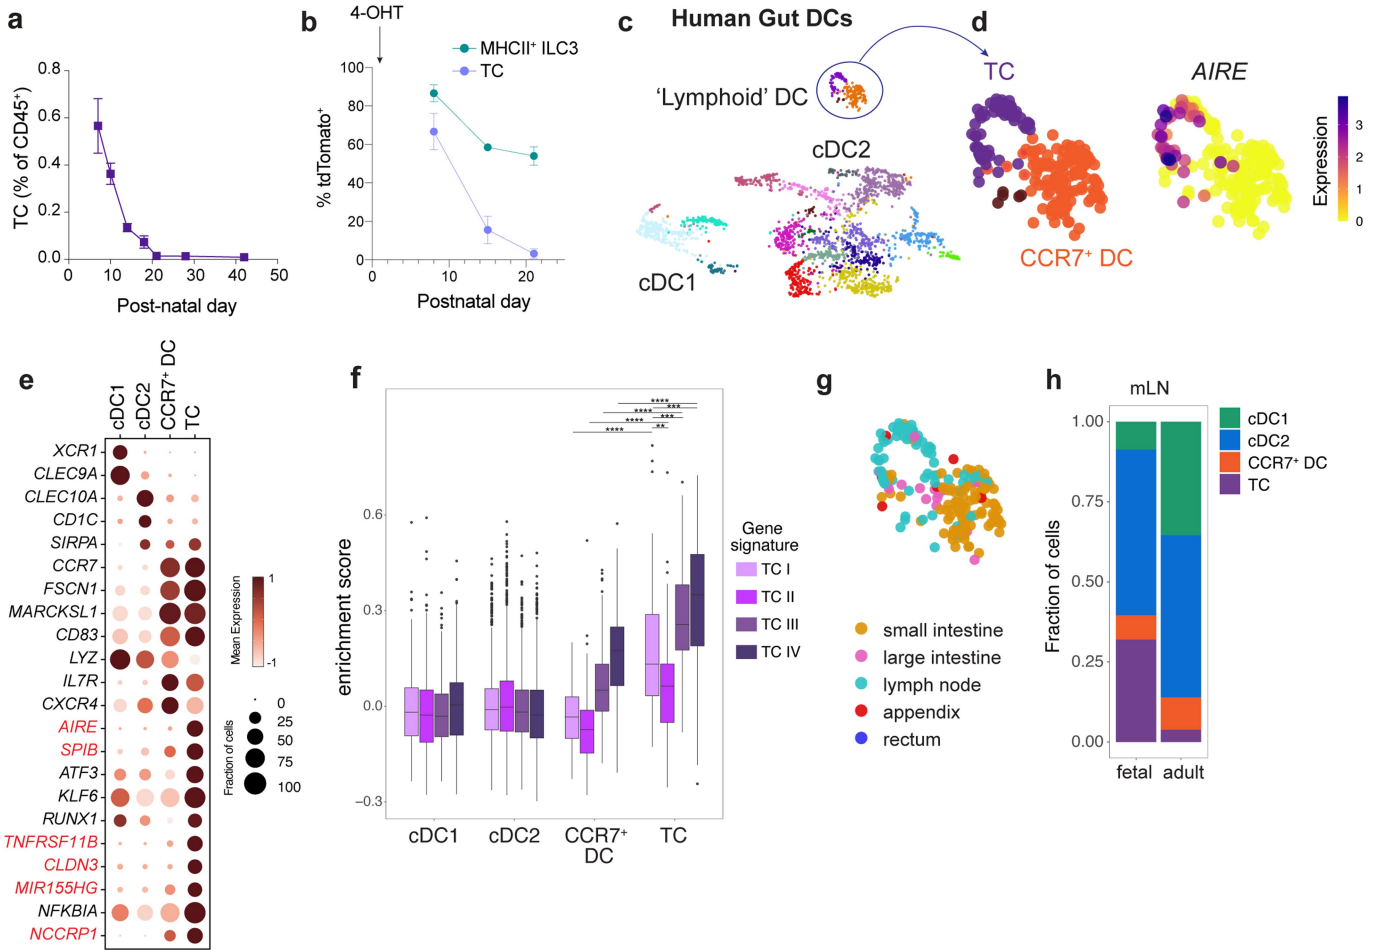 a
TC (% of CD45⁺)
0.8
0.6
0.4
0.2
0.0
0 10 20 30 40 50
Post-natal day
b
4-OHT
MHCII⁺ ILC3
TC
% tdTomato⁺
100
80
60
40
20
0
0 10 20
Postnatal day
c
Human Gut DCs
'Lymphoid' DC
cDC2
cDC1
d
TC
AIRE
CCR7⁺ DC
Expression
3
2
1
0
e
cDC1
cDC2
CCR7⁺ DC
TC
XCR1
CLEC9A
CLEC10A
CD1C
SIRPA
CCR7
FSCN1
MARCKSL1
CD83
LYZ
IL7R
CXCR4
AIRE
SPIB
ATF3
KLF6
RUNX1
TNFRSF11B
CLDN3
MIR155HG
NFKBIA
NCCRP1
Mean Expression
1
-1
Fraction of cells
0
25
50
75
100
f
enrichment score
0.6
0.3
0.0
−0.3
****
***
****
***
****
**
****
cDC1
cDC2
CCR7⁺
DC
TC
Gene
signature
TC I
TC II
TC III
TC IV
g
small intestine
large intestine
lymph node
appendix
rectum
h
mLN
Fraction of cells
1.00
0.75
0.50
0.25
0.00
fetal adult
cDC1
cDC2
CCR7⁺ DC
TC